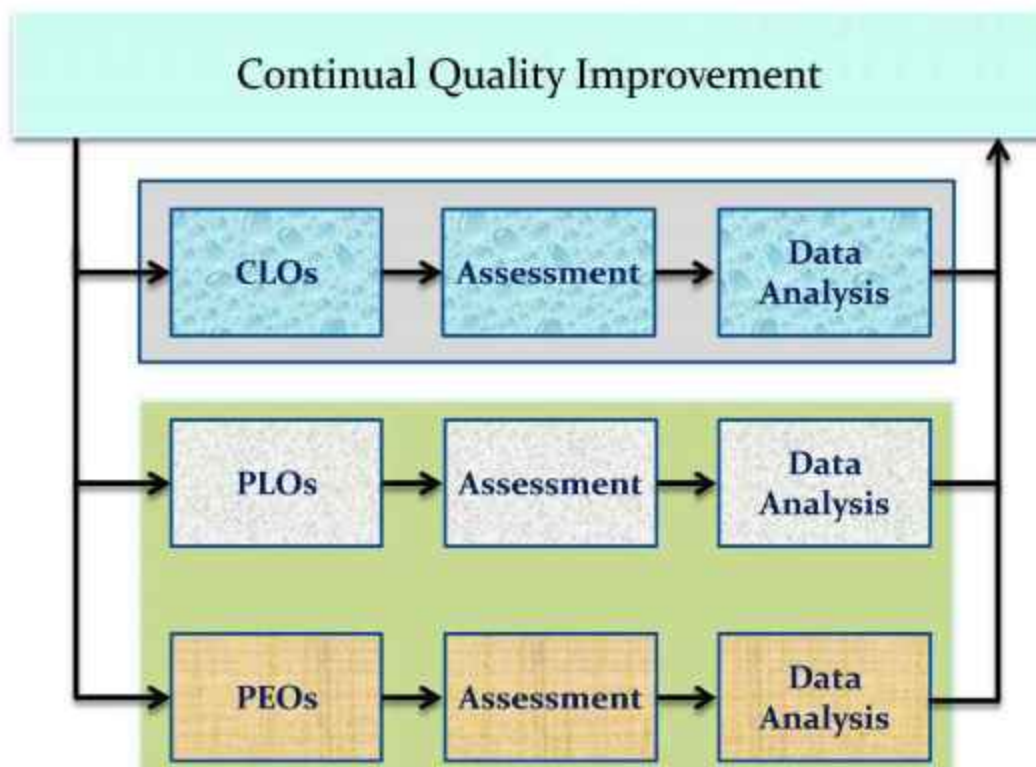 Continual Quality Improvement
CLOs
Assessment
Data
Analysis
PLOs
Assessment
Data
Analysis
PEOs
Assessment
Data
Analysis